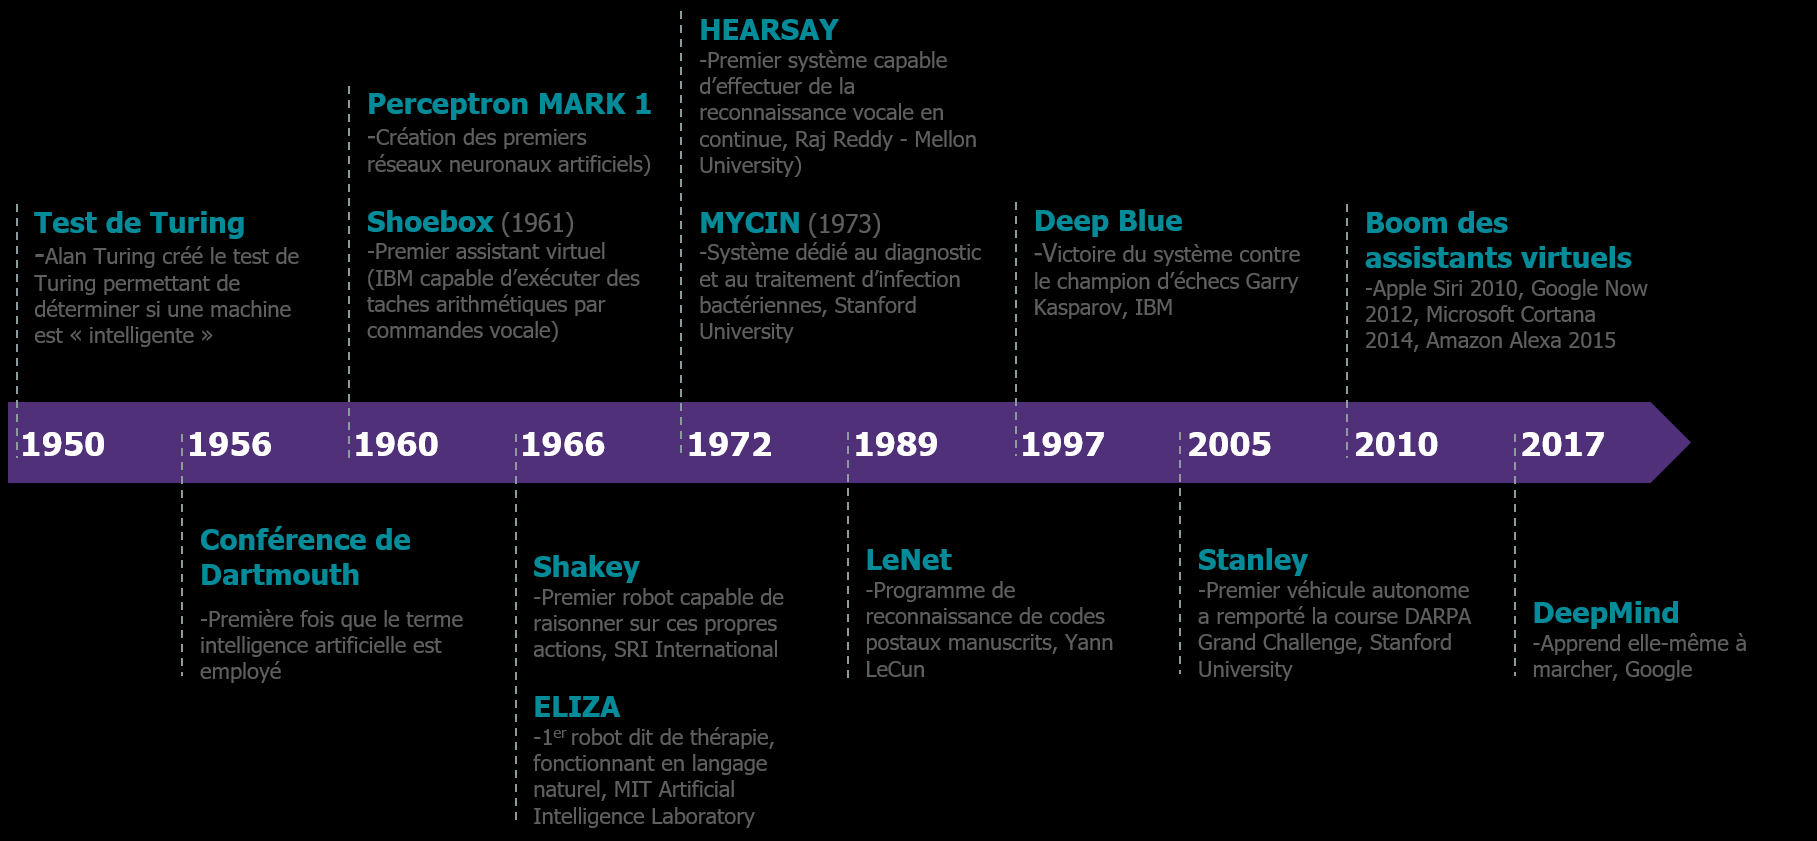 HEARSAY
-Premier système capable
d’effectuer de la
reconnaissance vocale en
continue, Raj Reddy - Mellon
University)
Perceptron MARK 1
-Création des premiers
réseaux neuronaux artificiels)
Test de Turing
-Alan Turing créé le test de
Turing permettant de
déterminer si une machine
est « intelligente »
Shoebox (1961)
-Premier assistant virtuel
(IBM capable d’exécuter des
taches arithmétiques par
commandes vocale)
MYCIN (1973)
-Système dédié au diagnostic
et au traitement d’infection
bactériennes, Stanford
University
Deep Blue
-Victoire du système contre
le champion d’échecs Garry
Kasparov, IBM
Boom des
assistants virtuels
-Apple Siri 2010, Google Now
2012, Microsoft Cortana
2014, Amazon Alexa 2015
1950 1956 1960 1966 1972 1989 1997 2005 2010 2017
Conférence de
Dartmouth
-Première fois que le terme
intelligence artificielle est
employé
Shakey
-Premier robot capable de
raisonner sur ces propres
actions, SRI International
ELIZA
-1er robot dit de thérapie,
fonctionnant en langage
naturel, MIT Artificial
Intelligence Laboratory
LeNet
-Programme de
reconnaissance de codes
postaux manuscrits, Yann
LeCun
Stanley
-Premier véhicule autonome
a remporté la course DARPA
Grand Challenge, Stanford
University
DeepMind
-Apprend elle-même à
marcher, Google